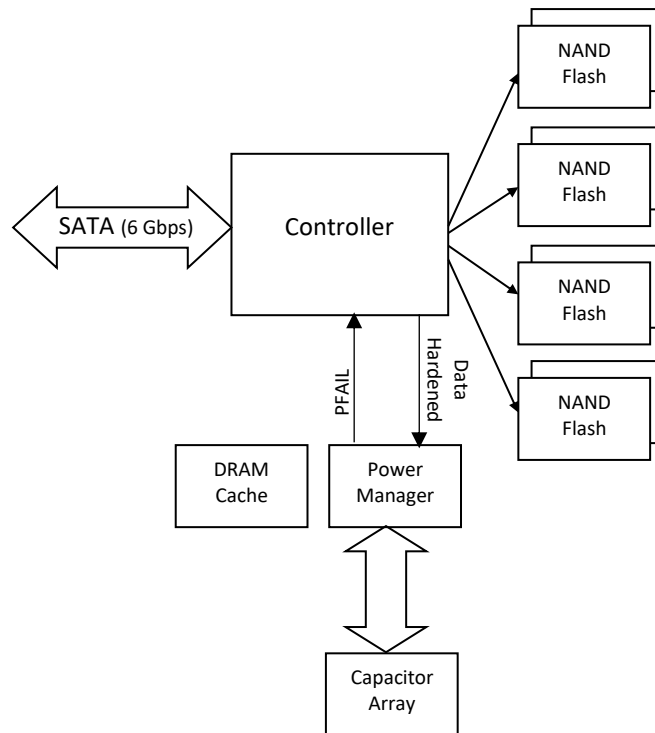 NAND
Flash
NAND
Flash
SATA (6 Gbps)
Controller
NAND
Flash
NAND
Flash
PFAIL
Data
Hardened
DRAM
Cache
Power
Manager
Capacitor
Array